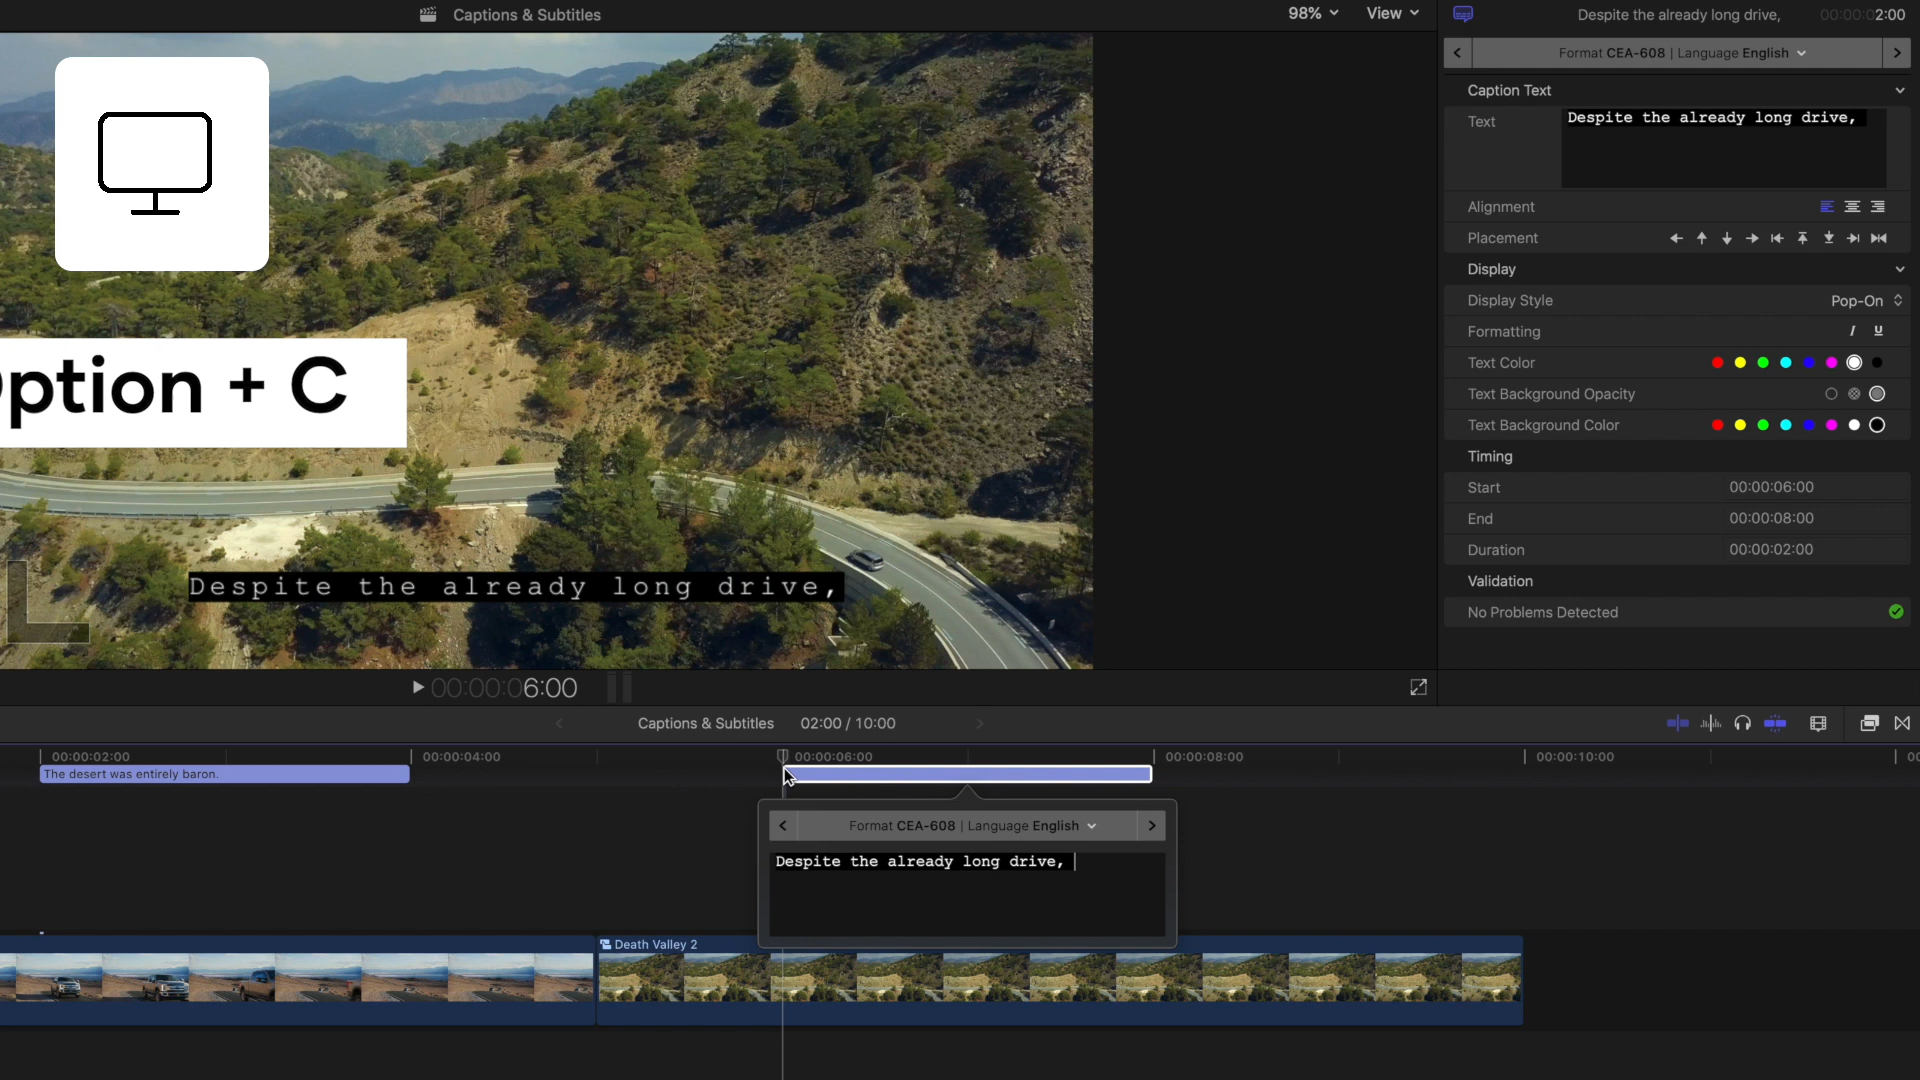 Captions & Subtitles
98%
View
Despite the already long drive,
00:00:02:00
Format CEA-608 | Language English
Caption Text
Text
Despite the already long drive,
Alignment
Placement
Display
Display Style
Pop-On
Formatting
I
U
Text Color
Text Background Opacity
Text Background Color
Timing
Start
00:00:06:00
End
00:00:08:00
Duration
00:00:02:00
Validation
No Problems Detected
ption + C
Despite the already long drive,
00:00:06:00
Captions & Subtitles
02:00 / 10:00
00:00:02:00
00:00:04:00
00:00:06:00
00:00:08:00
00:00:10:00
The desert was entirely baron.
Format CEA-608 | Language English
Despite the already long drive,
Death Valley 2